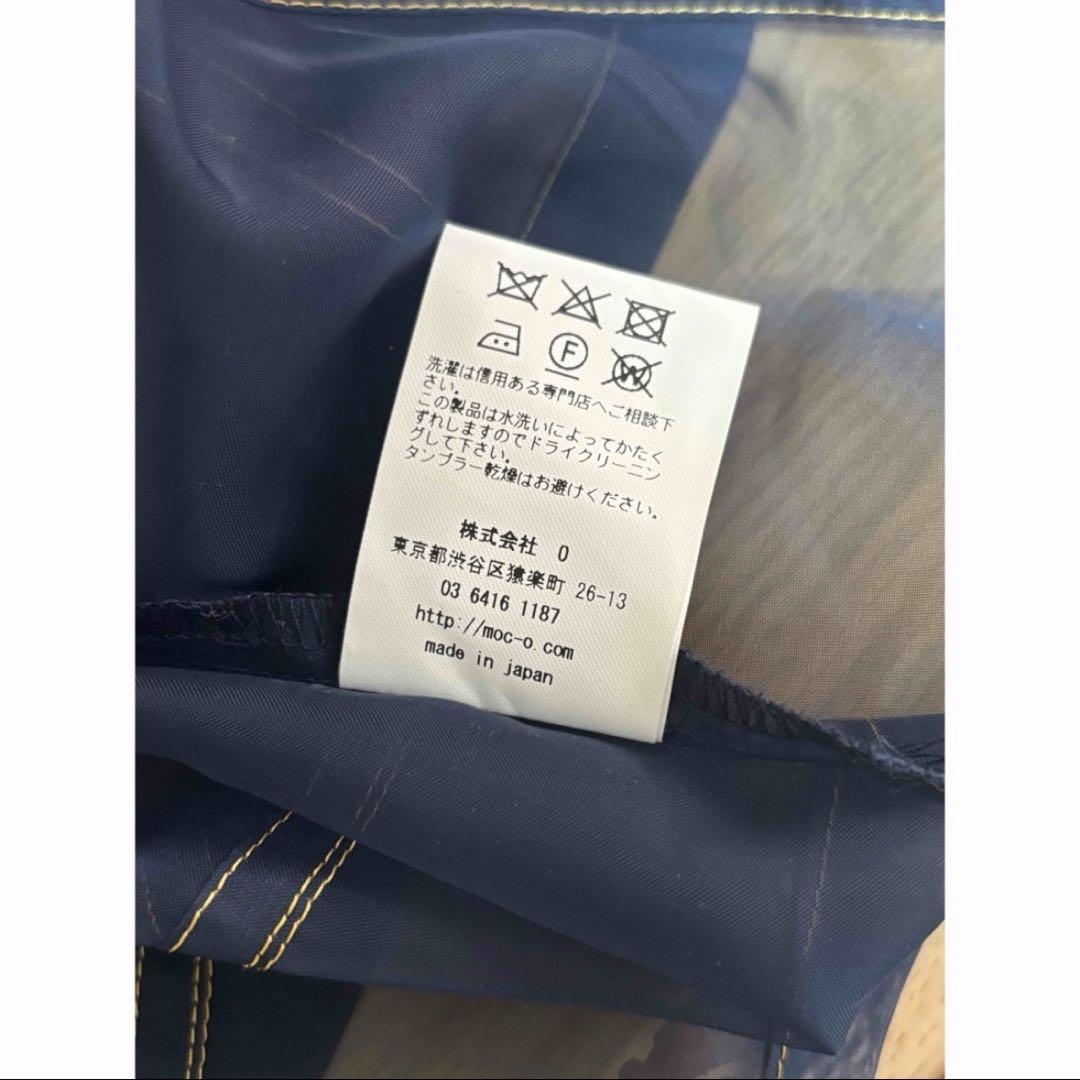 F
W
洗濯は信用ある専門店へご相談下
さい。
この製品は水洗いによってかたく
ずれしますのでドライクリーニン
グして下さい。
タンブラー乾燥はお避けください。
株式会社 0
東京都渋谷区猿楽町 26-13
03 6416 1187
http://moc-o.com
made in japan